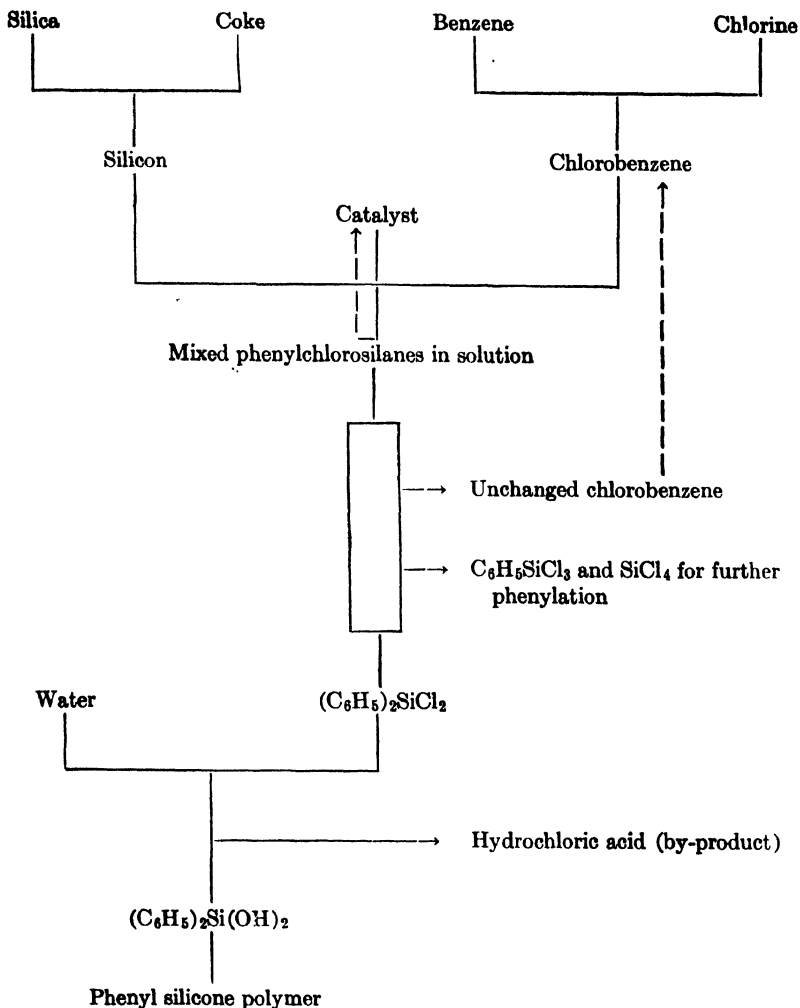 Silica Coke Benzene Chlorine
Silicon Chlorobenzene
Catalyst
Mixed phenylchlorosilanes in solution
Unchanged chlorobenzene
C₆H₅SiCl₃ and SiCl₄ for further
phenylation
Water (C₆H₅)₂SiCl₂
Hydrochloric acid (by-product)
(C₆H₅)₂Si(OH)₂
Phenyl silicone polymer